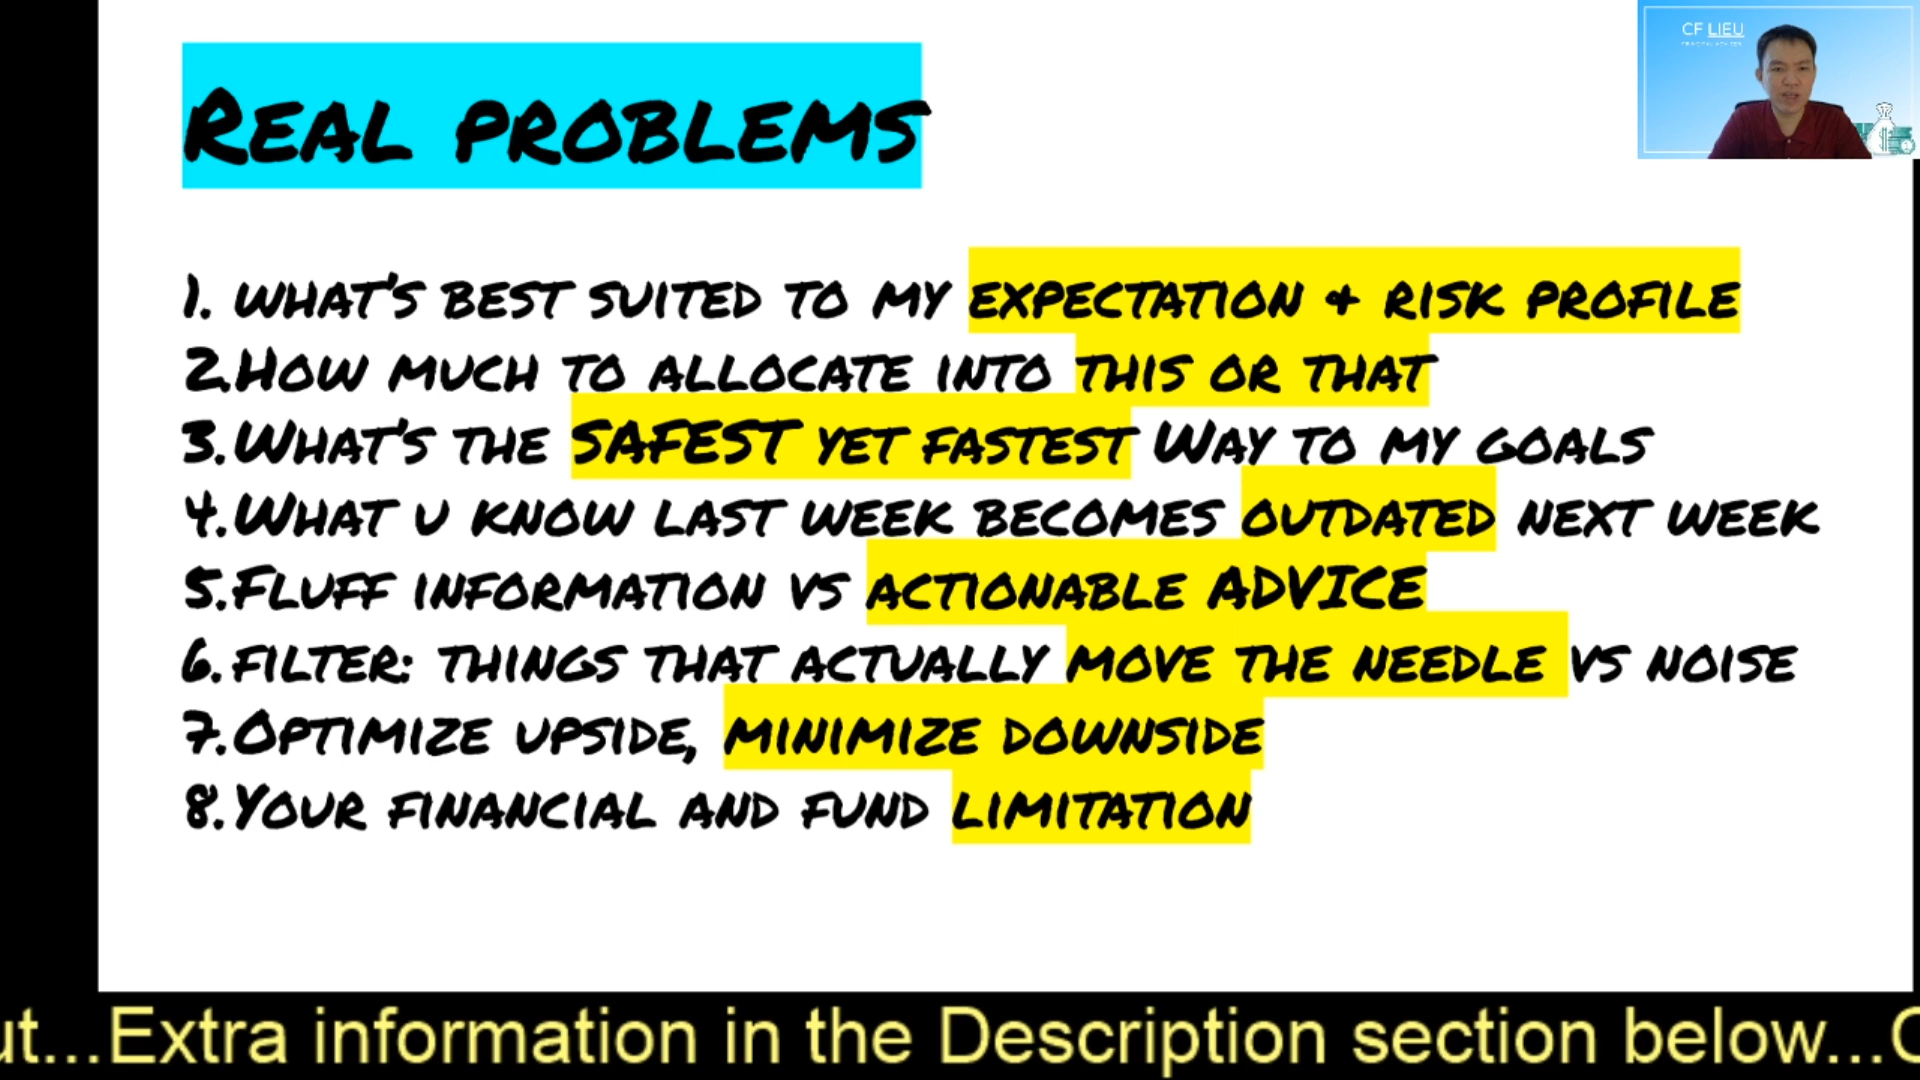 REAL PROBLEMS
CF LIEU
1. WHAT'S BEST SUITED TO MY EXPECTATION & RISK PROFILE
2.HOW MUCH TO ALLOCATE INTO THIS OR THAT
3.WHAT'S THE SAFEST YET FASTEST WAY TO MY GOALS
4.WHAT U KNOW LAST WEEK BECOMES OUTDATED NEXT WEEK
5.FLUFF INFORMATION VS ACTIONABLE ADVICE
6.FILTER: THINGS THAT ACTUALLY MOVE THE NEEDLE VS NOISE
7.OPTIMIZE UPSIDE, MINIMIZE DOWNSIDE
8.YOUR FINANCIAL AND FUND LIMITATION
ut...Extra information in the Description section below...